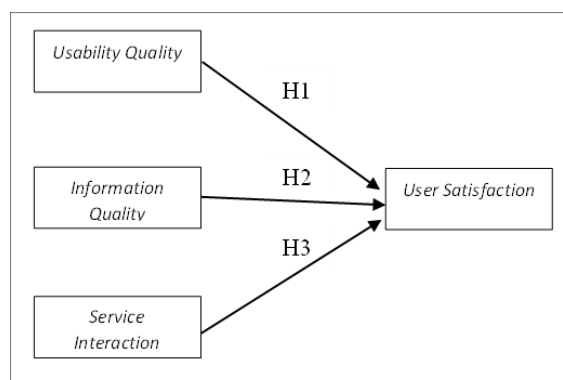 Usability Quality
H1
Information
Quality
H2
User Satisfaction
H3
Service
Interaction